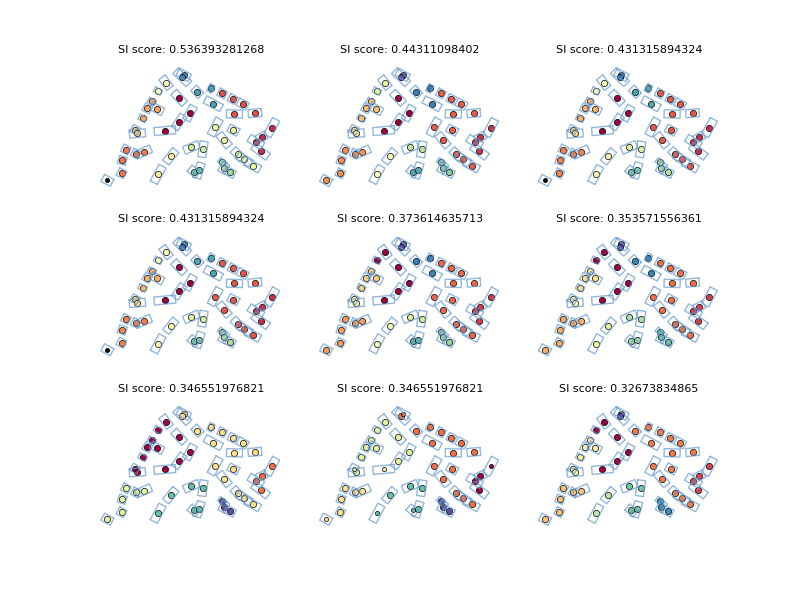 SI score: 0.536393281268
SI score: 0.44311098402
SI score: 0.431315894324
SI score: 0.431315894324
SI score: 0.373614635713
SI score: 0.353571556361
SI score: 0.346551976821
SI score: 0.346551976821
SI score: 0.32673834865